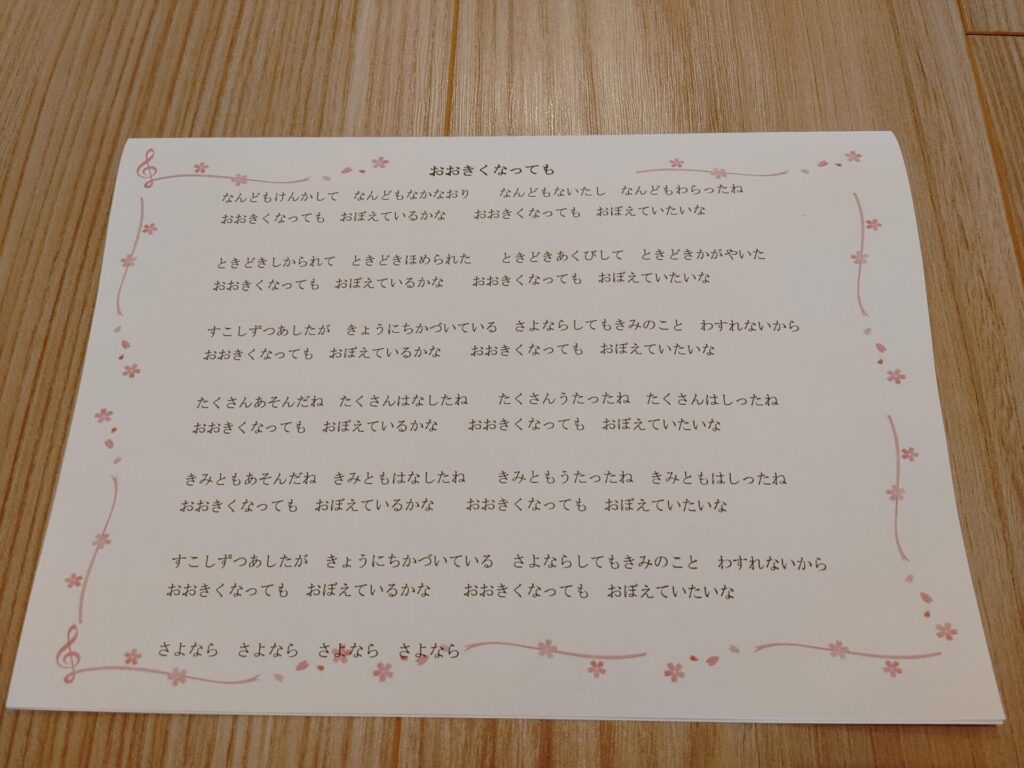 おおきくなっても
なんどもけんかして　なんどもなかなおり　　なんどもないたし　なんどもわらったね
おおきくなっても　おぼえているかな　　おおきくなっても　おぼえていたいな
ときどきしかられて　ときどきほめられた　　ときどきあくびして　ときどきかがやいた
おおきくなっても　おぼえているかな　　おおきくなっても　おぼえていたいな
すこしずつあしたが　きょうにちかづいている　さよならしてもきみのこと　わすれないから
おおきくなっても　おぼえているかな　　おおきくなっても　おぼえていたいな
たくさんあそんだね　たくさんはなしたね　　たくさんうたったね　たくさんはしったね
おおきくなっても　おぼえているかな　　おおきくなっても　おぼえていたいな
きみともあそんだね　きみともはなしたね　　きみともうたったね　きみともはしったね
おおきくなっても　おぼえているかな　　おおきくなっても　おぼえていたいな
すこしずつあしたが　きょうにちかづいている　さよならしてもきみのこと　わすれないから
おおきくなっても　おぼえているかな　　おおきくなっても　おぼえていたいな
さよなら　さよなら　さよなら　さよなら